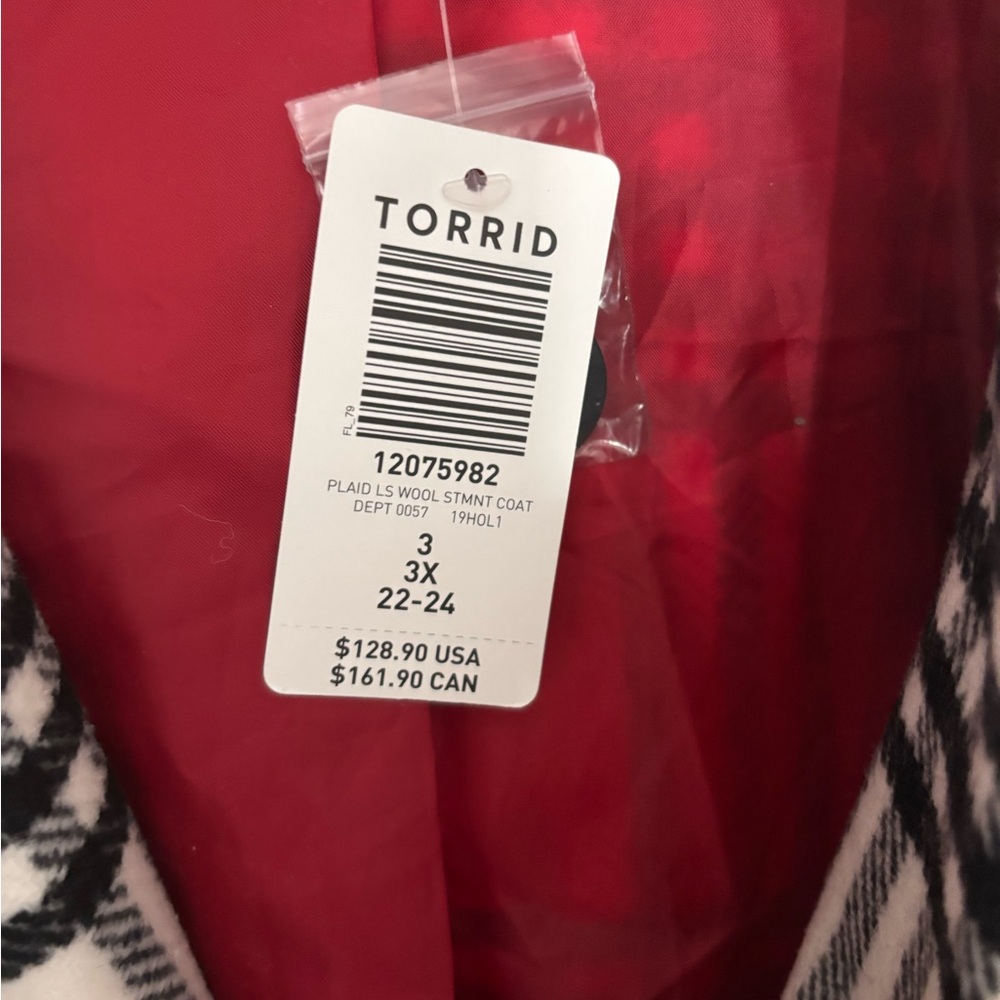 TORRID
FL_79
12075982
PLAID LS WOOL STMNT COAT
DEPT 0057 19HOL1
3
3X
22-24
$128.90 USA
$161.90 CAN